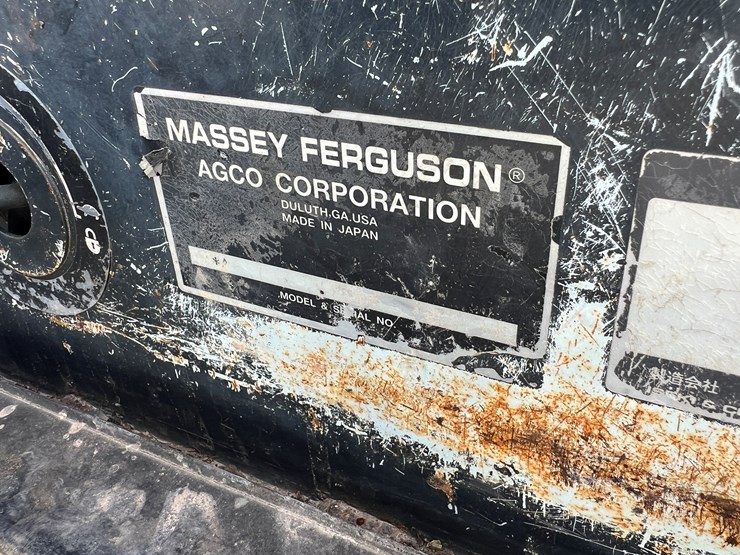 MASSEY FERGUSON®
AGCO CORPORATION
DULUTH.GA.USA
MADE IN JAPAN
*
MODEL & SERIAL NO.